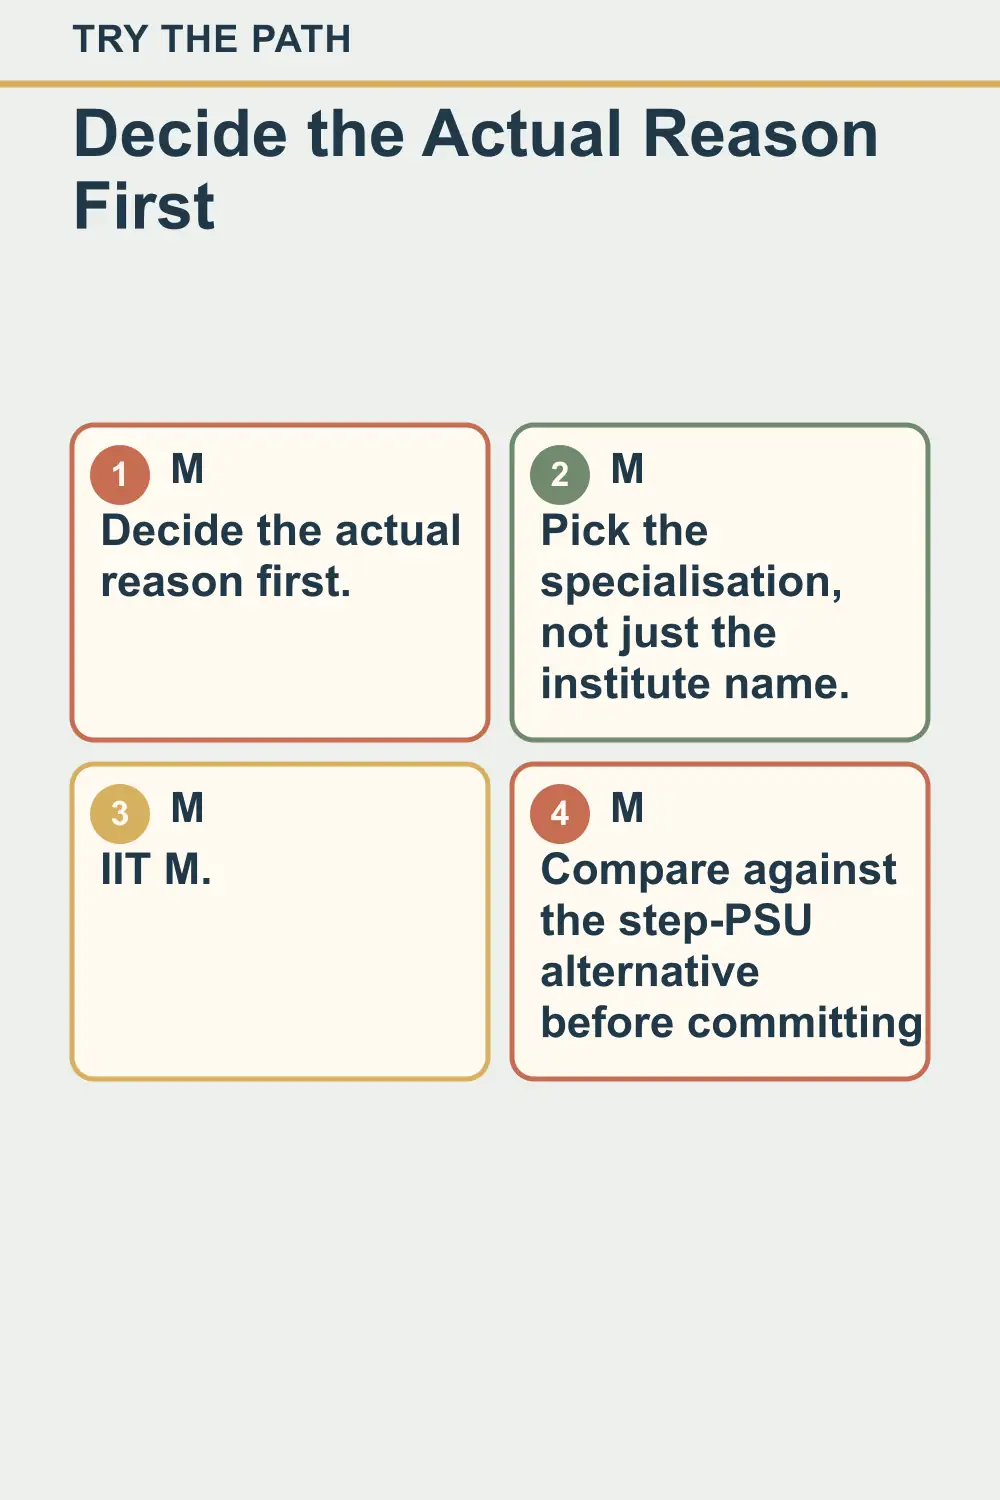 TRY THE PATH
Decide the Actual Reason
First
1 M
Decide the actual
reason first.
2 M
Pick the
specialisation,
not just the
institute name.
3 M
IIT M.
4 M
Compare against
the step-PSU
alternative
before committing